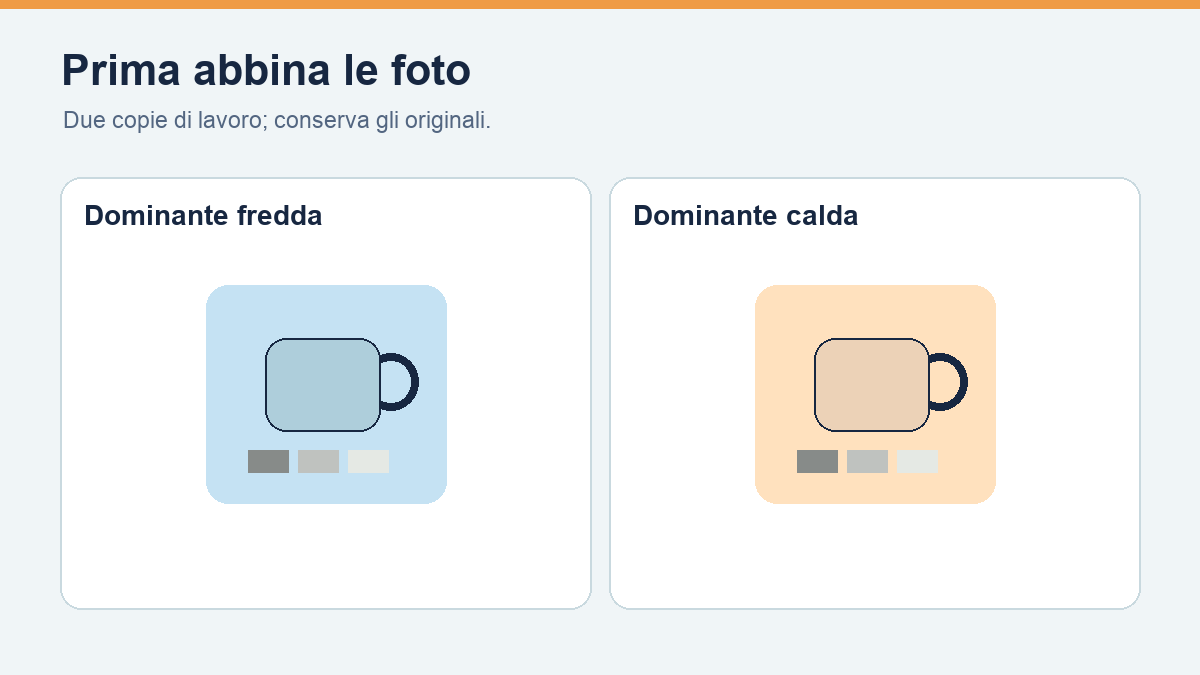 Prima abbina le foto
Due copie di lavoro; conserva gli originali.
Dominante fredda
Dominante calda